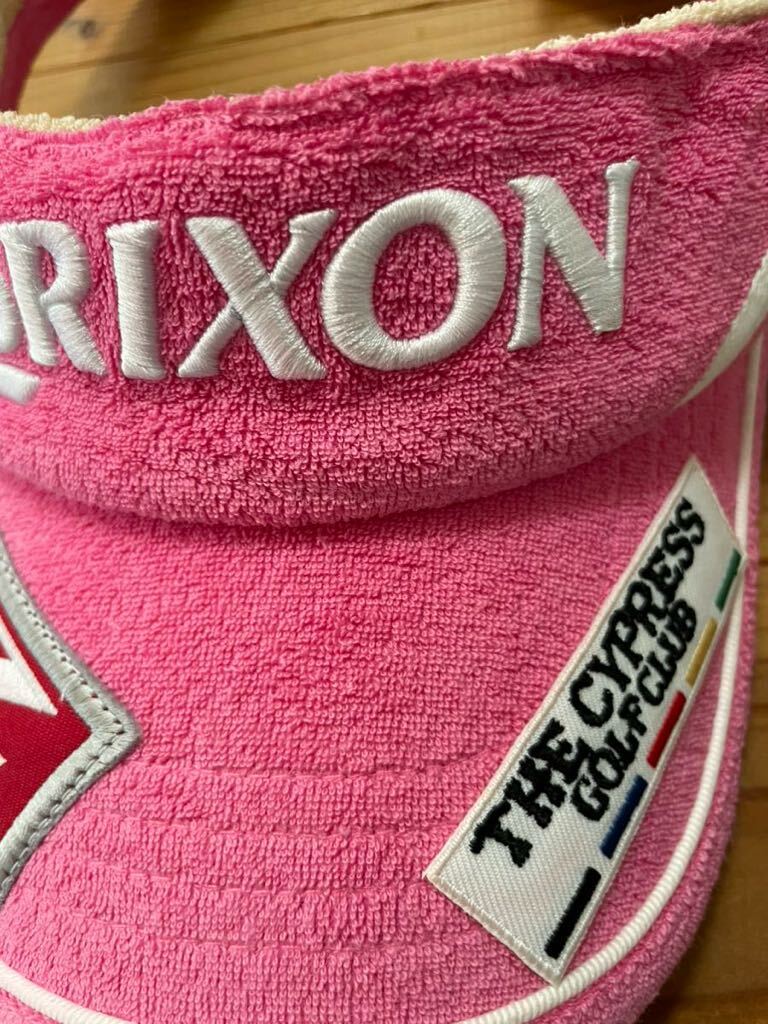 RIXON
THE CYPRESS
GOLF CLUB